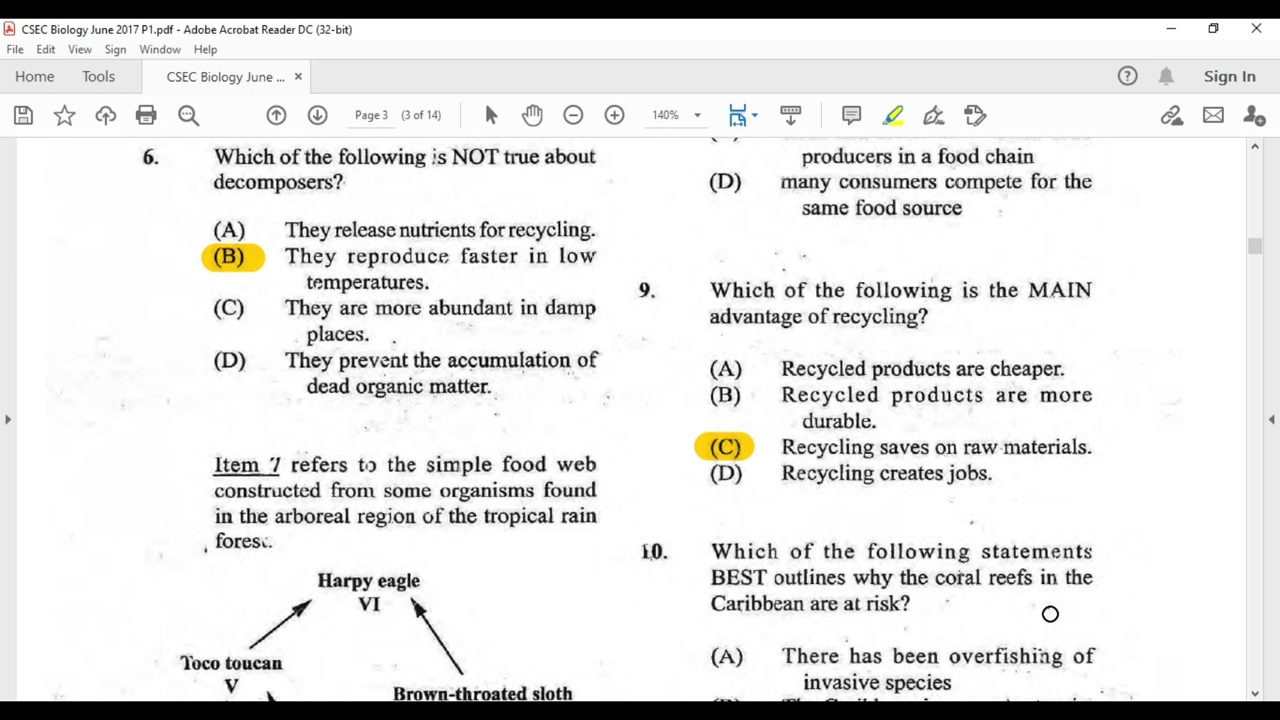 CSEC Biology June 2017 P1.pdf - Adobe Acrobat Reader DC (32-bit)
File Edit View Sign Window Help
Home Tools CSEC Biology June ... × Sign In
Page 3 (3 of 14) 140%
6. Which of the following is NOT true about
decomposers?
(A) They release nutrients for recycling.
(B) They reproduce faster in low
temperatures.
(C) They are more abundant in damp
places.
(D) They prevent the accumulation of
dead organic matter.
Item 7 refers to the simple food web
constructed from some organisms found
in the arboreal region of the tropical rain
forest.
Harpy eagle
VI
Toco toucan
V
Brown-throated sloth
producers in a food chain
(D) many consumers compete for the
same food source
9. Which of the following is the MAIN
advantage of recycling?
(A) Recycled products are cheaper.
(B) Recycled products are more
durable.
(C) Recycling saves on raw materials.
(D) Recycling creates jobs.
10. Which of the following statements
BEST outlines why the coral reefs in the
Caribbean are at risk?
(A) There has been overfishing of
invasive species